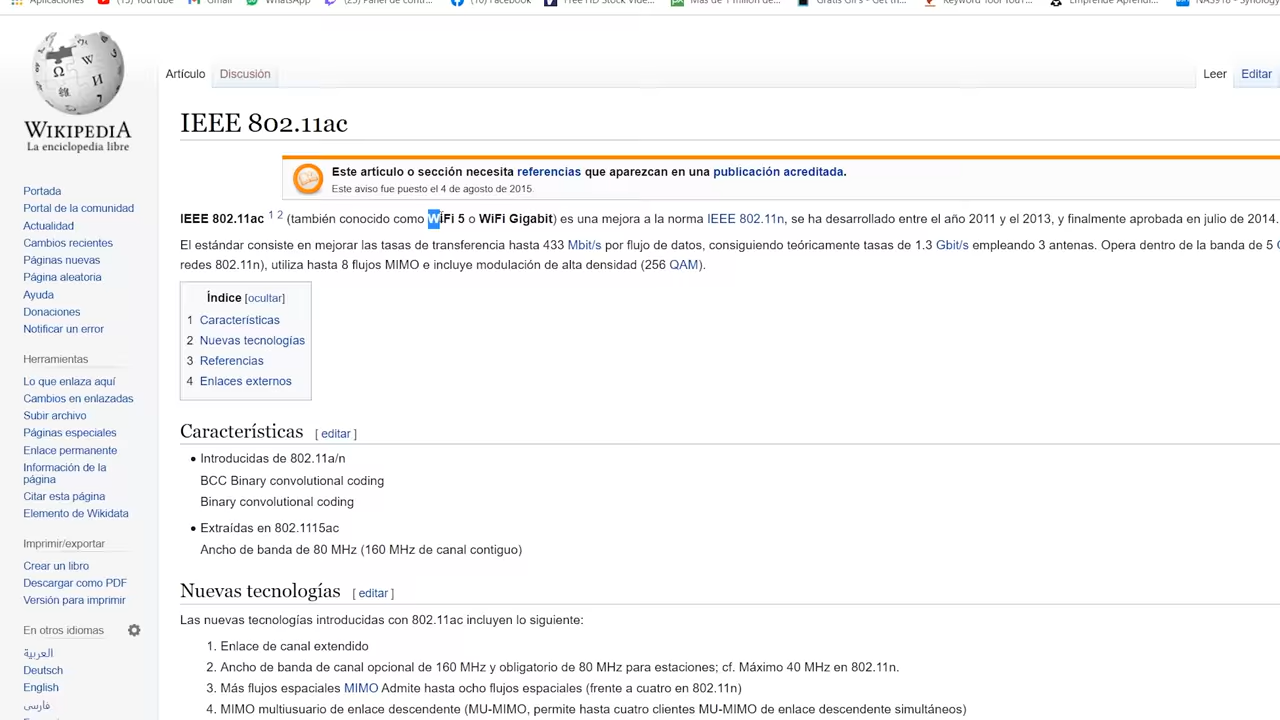 Aplicaciones (15) YouTube Gmail WhatsApp (25) Panel de contr... (10) Facebook Free HD Stock Vide... Más de 1 millón de... Gratis GIFs - Get th... Keyword Tool YouT... Emprende Aprendi... NAS918 - Synology
Artículo Discusión Leer Editar
WIKIPEDIA
La enciclopedia libre
IEEE 802.11ac
Este artículo o sección necesita referencias que aparezcan en una publicación acreditada.
Este aviso fue puesto el 4 de agosto de 2015.
IEEE 802.11ac 1 2 (también conocido como WiFi 5 o WiFi Gigabit) es una mejora a la norma IEEE 802.11n, se ha desarrollado entre el año 2011 y el 2013, y finalmente aprobada en julio de 2014.
El estándar consiste en mejorar las tasas de transferencia hasta 433 Mbit/s por flujo de datos, consiguiendo teóricamente tasas de 1.3 Gbit/s empleando 3 antenas. Opera dentro de la banda de 5
redes 802.11n), utiliza hasta 8 flujos MIMO e incluye modulación de alta densidad (256 QAM).
Índice [ocultar]
1 Características
2 Nuevas tecnologías
3 Referencias
4 Enlaces externos
Características [ editar ]
Introducidas de 802.11a/n
BCC Binary convolutional coding
Binary convolutional coding
Extraídas en 802.1115ac
Ancho de banda de 80 MHz (160 MHz de canal contiguo)
Nuevas tecnologías [ editar ]
Las nuevas tecnologías introducidas con 802.11ac incluyen lo siguiente:
1. Enlace de canal extendido
2. Ancho de banda de canal opcional de 160 MHz y obligatorio de 80 MHz para estaciones; cf. Máximo 40 MHz en 802.11n.
3. Más flujos espaciales MIMO Admite hasta ocho flujos espaciales (frente a cuatro en 802.11n)
4. MIMO multiusuario de enlace descendente (MU-MIMO, permite hasta cuatro clientes MU-MIMO de enlace descendente simultáneos)
Portada
Portal de la comunidad
Actualidad
Cambios recientes
Páginas nuevas
Página aleatoria
Ayuda
Donaciones
Notificar un error
Herramientas
Lo que enlaza aquí
Cambios en enlazadas
Subir archivo
Páginas especiales
Enlace permanente
Información de la
página
Citar esta página
Elemento de Wikidata
Imprimir/exportar
Crear un libro
Descargar como PDF
Versión para imprimir
En otros idiomas
العربية
Deutsch
English
فارسی